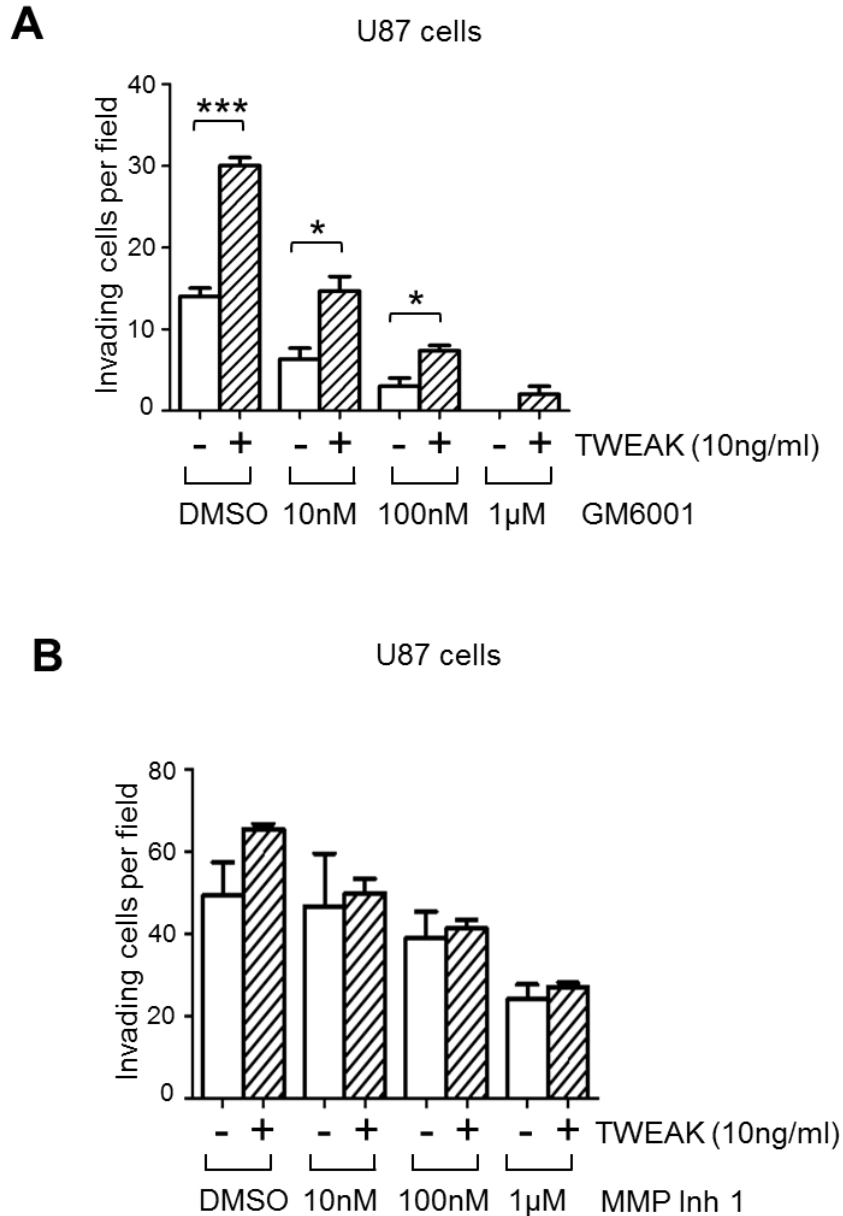 A
U87 cells
Invading cells per field
40
30
20
10
0
***
*
*
- + - + - + - + TWEAK (10ng/ml)
DMSO 10nM 100nM 1μM GM6001
B
U87 cells
Invading cells per field
80
60
40
20
0
- + - + - + - + TWEAK (10ng/ml)
DMSO 10nM 100nM 1μM MMP Inh 1